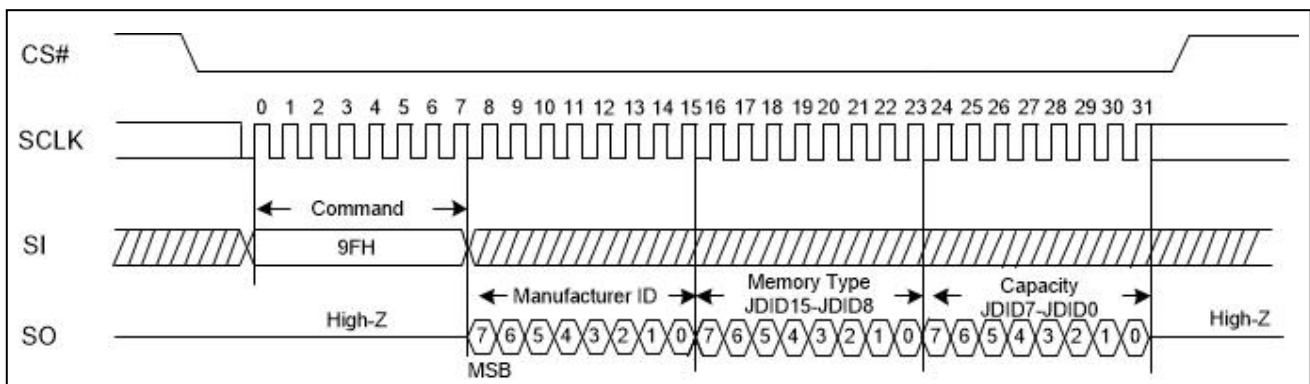 CS#
0 1 2 3 4 5 6 7 8 9 10 11 12 13 14 15 16 17 18 19 20 21 22 23 24 25 26 27 28 29 30 31
SCLK
Command
SI
9FH
Manufacturer ID
Memory Type
JDID15-JDID8
Capacity
JDID7-JDID0
SO
High-Z
7 6 5 4 3 2 1 0 7 6 5 4 3 2 1 0 7 6 5 4 3 2 1 0
High-Z
MSB